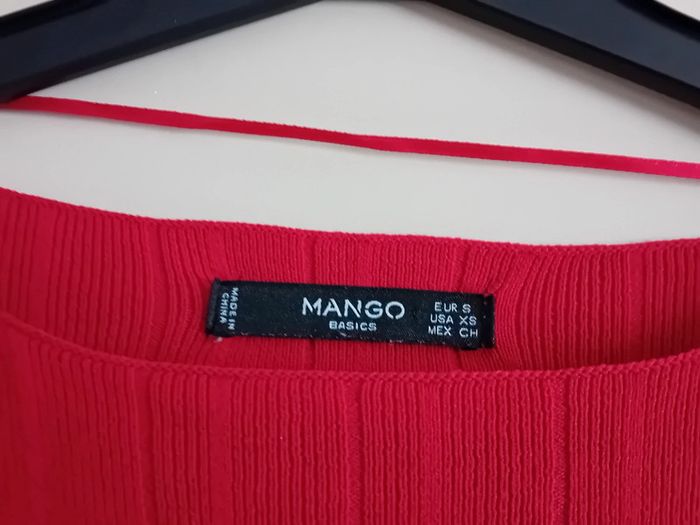 MADE IN
CHINA
MANGO
BASICS
EUR S
USA XS
MEX CH